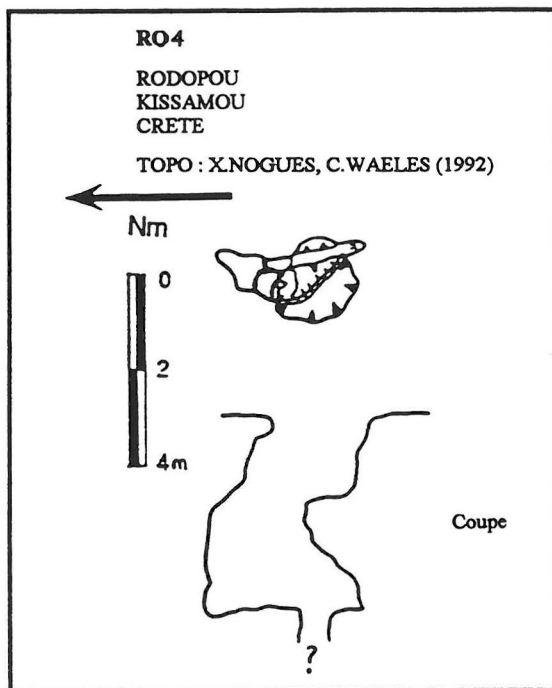 RO4
RODOPOU
KISSAMOU
CRETE
TOPO : X.NOGUES, C.WAELES (1992)
Nm
0
2
4m
Coupe
?